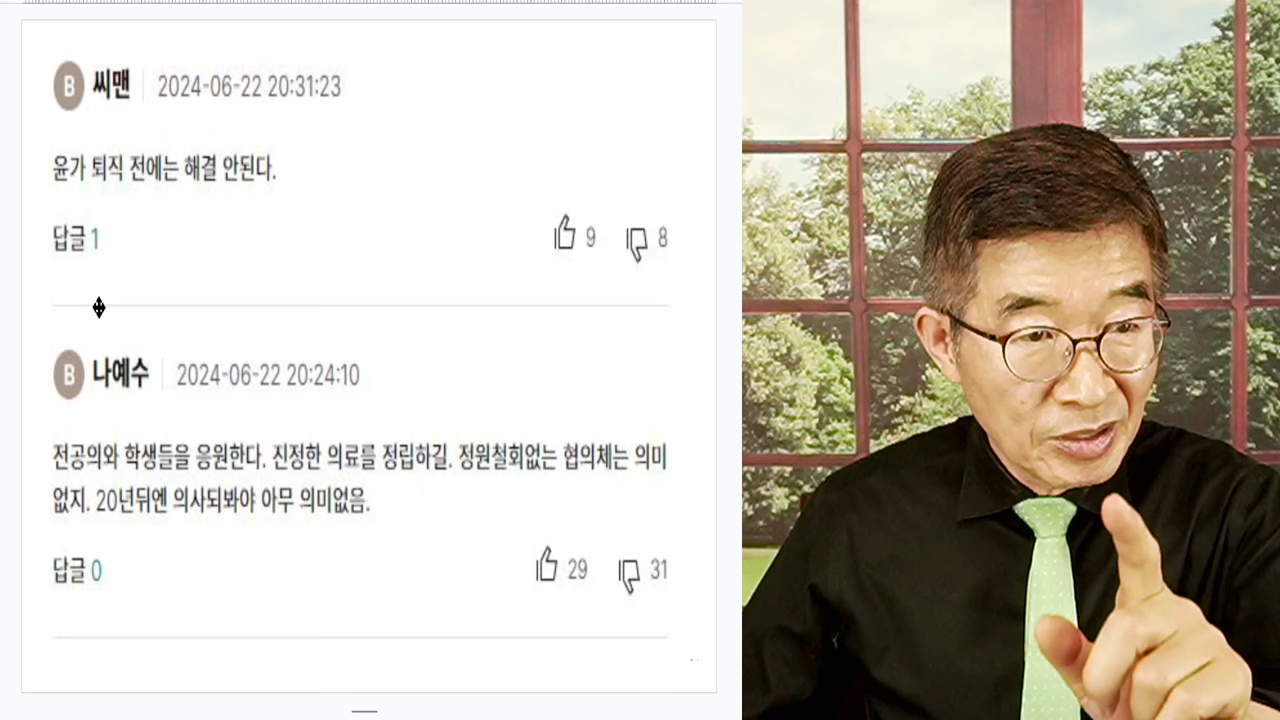 B 씨맨 2024-06-22 20:31:23
윤가 퇴직 전에는 해결 안된다.
답글 1 9 8
B 나예수 2024-06-22 20:24:10
전공의와 학생들을 응원한다. 진정한 의료를 정립하길. 정원철회없는 협의체는 의미
없지. 20년뒤엔 의사되봐야 아무 의미없음.
답글 0 29 31